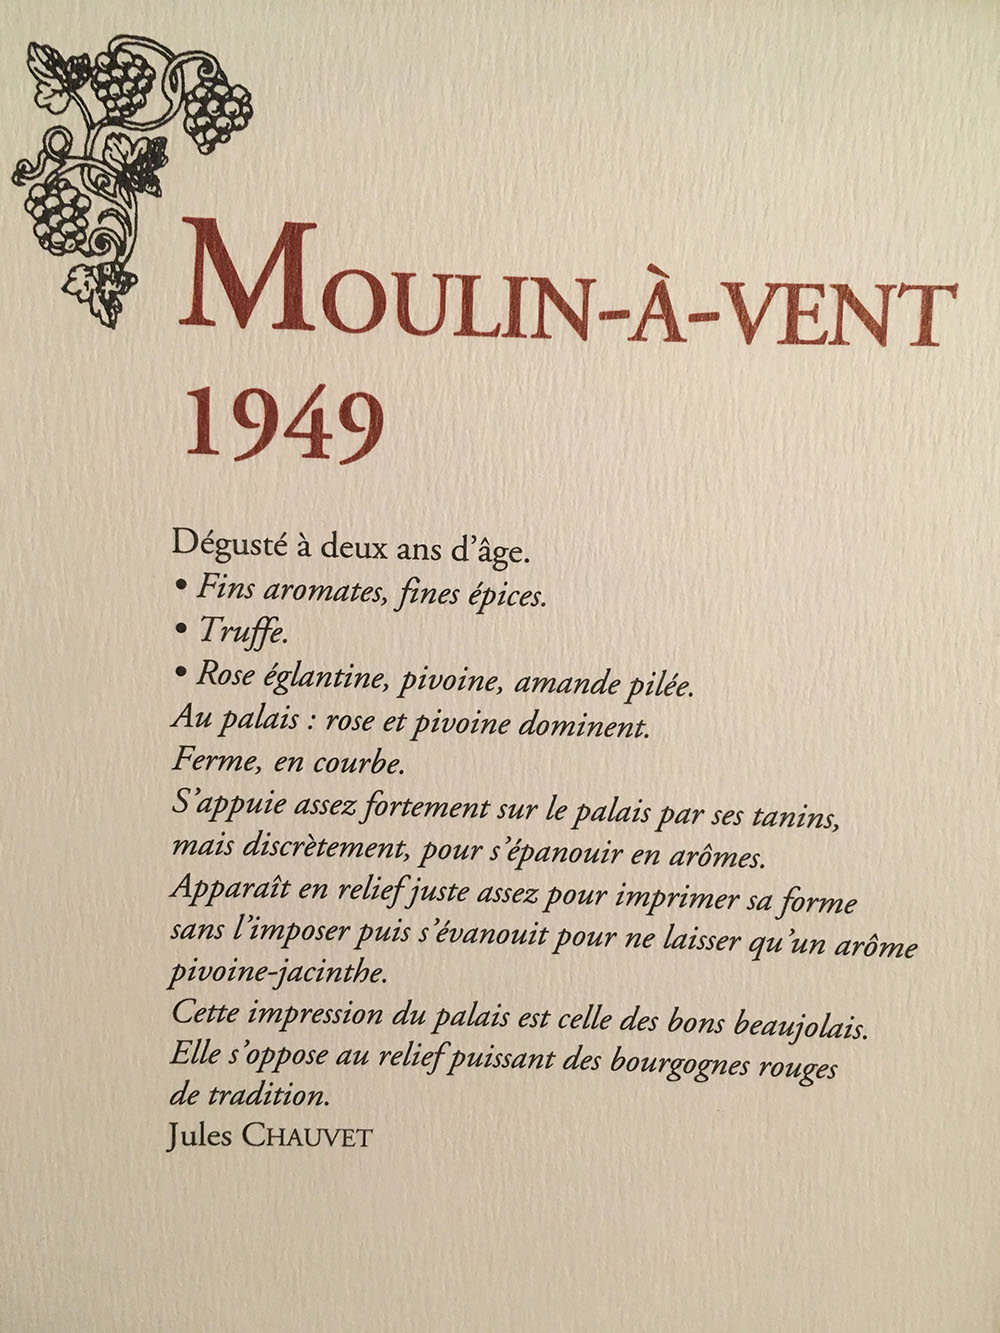 Moulin-à-vent
1949
Dégusté à deux ans d'âge.
• Fins aromates, fines épices.
• Truffe.
• Rose églantine, pivoine, amande pilée.
Au palais : rose et pivoine dominent.
Ferme, en courbe.
S'appuie assez fortement sur le palais par ses tanins,
mais discrètement, pour s'épanouir en arômes.
Apparaît en relief juste assez pour imprimer sa forme
sans l'imposer puis s'évanouit pour ne laisser qu'un arôme
pivoine-jacinthe.
Cette impression du palais est celle des bons beaujolais.
Elle s'oppose au relief puissant des bourgognes rouges
de tradition.
Jules CHAUVET